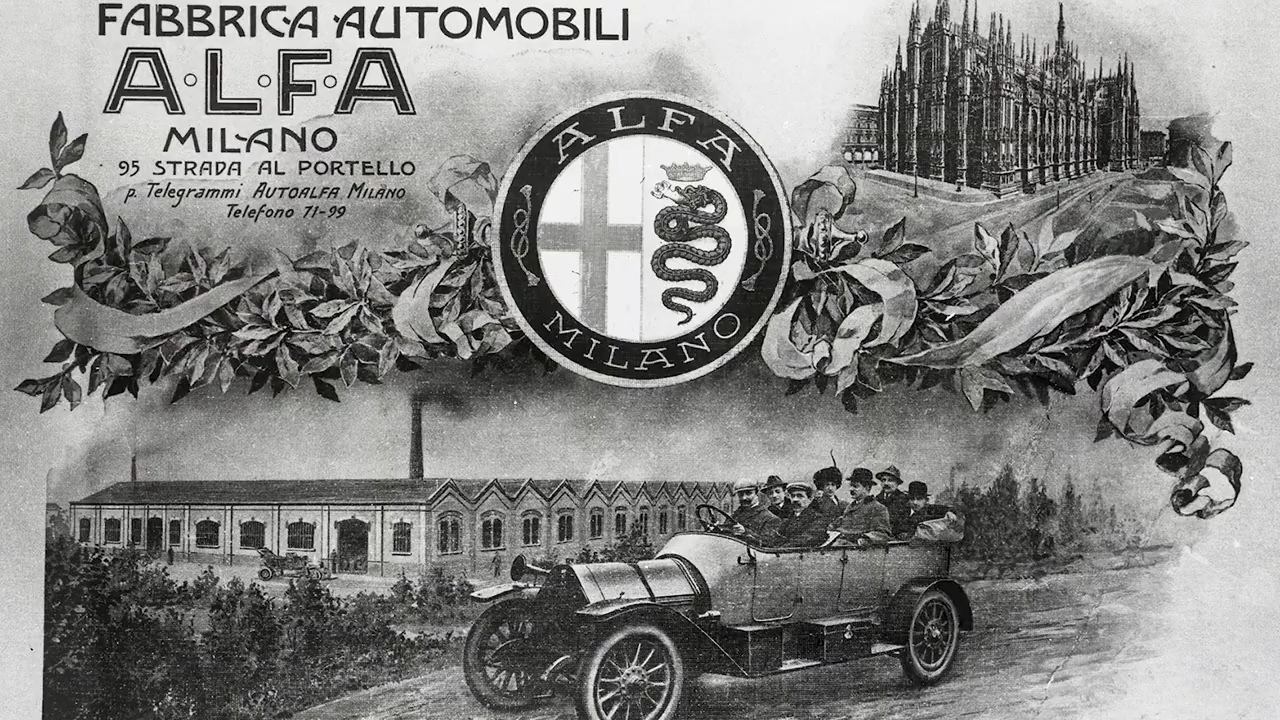 FABBRICA AUTOMOBILI
A·L·F·A
MILANO
95 STRADA AL PORTELLO
p. Telegrammi AUTOALFA MILANO
Telefono 71-99
ALFA
MILANO